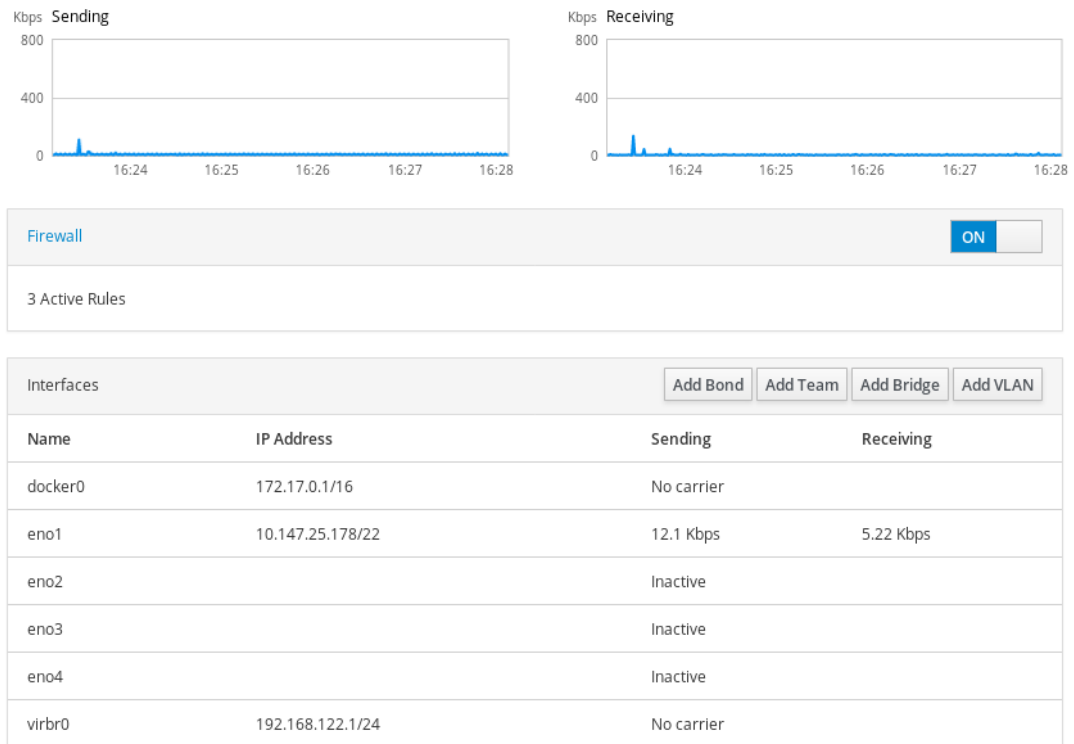 Kbps Sending
800
400
0
16:24 16:25 16:26 16:27 16:28
Kbps Receiving
800
400
0
16:24 16:25 16:26 16:27 16:28
Firewall ON
3 Active Rules
Interfaces Add Bond Add Team Add Bridge Add VLAN
Name IP Address Sending Receiving
docker0 172.17.0.1/16 No carrier
eno1 10.147.25.178/22 12.1 Kbps 5.22 Kbps
eno2 Inactive
eno3 Inactive
eno4 Inactive
virbr0 192.168.122.1/24 No carrier